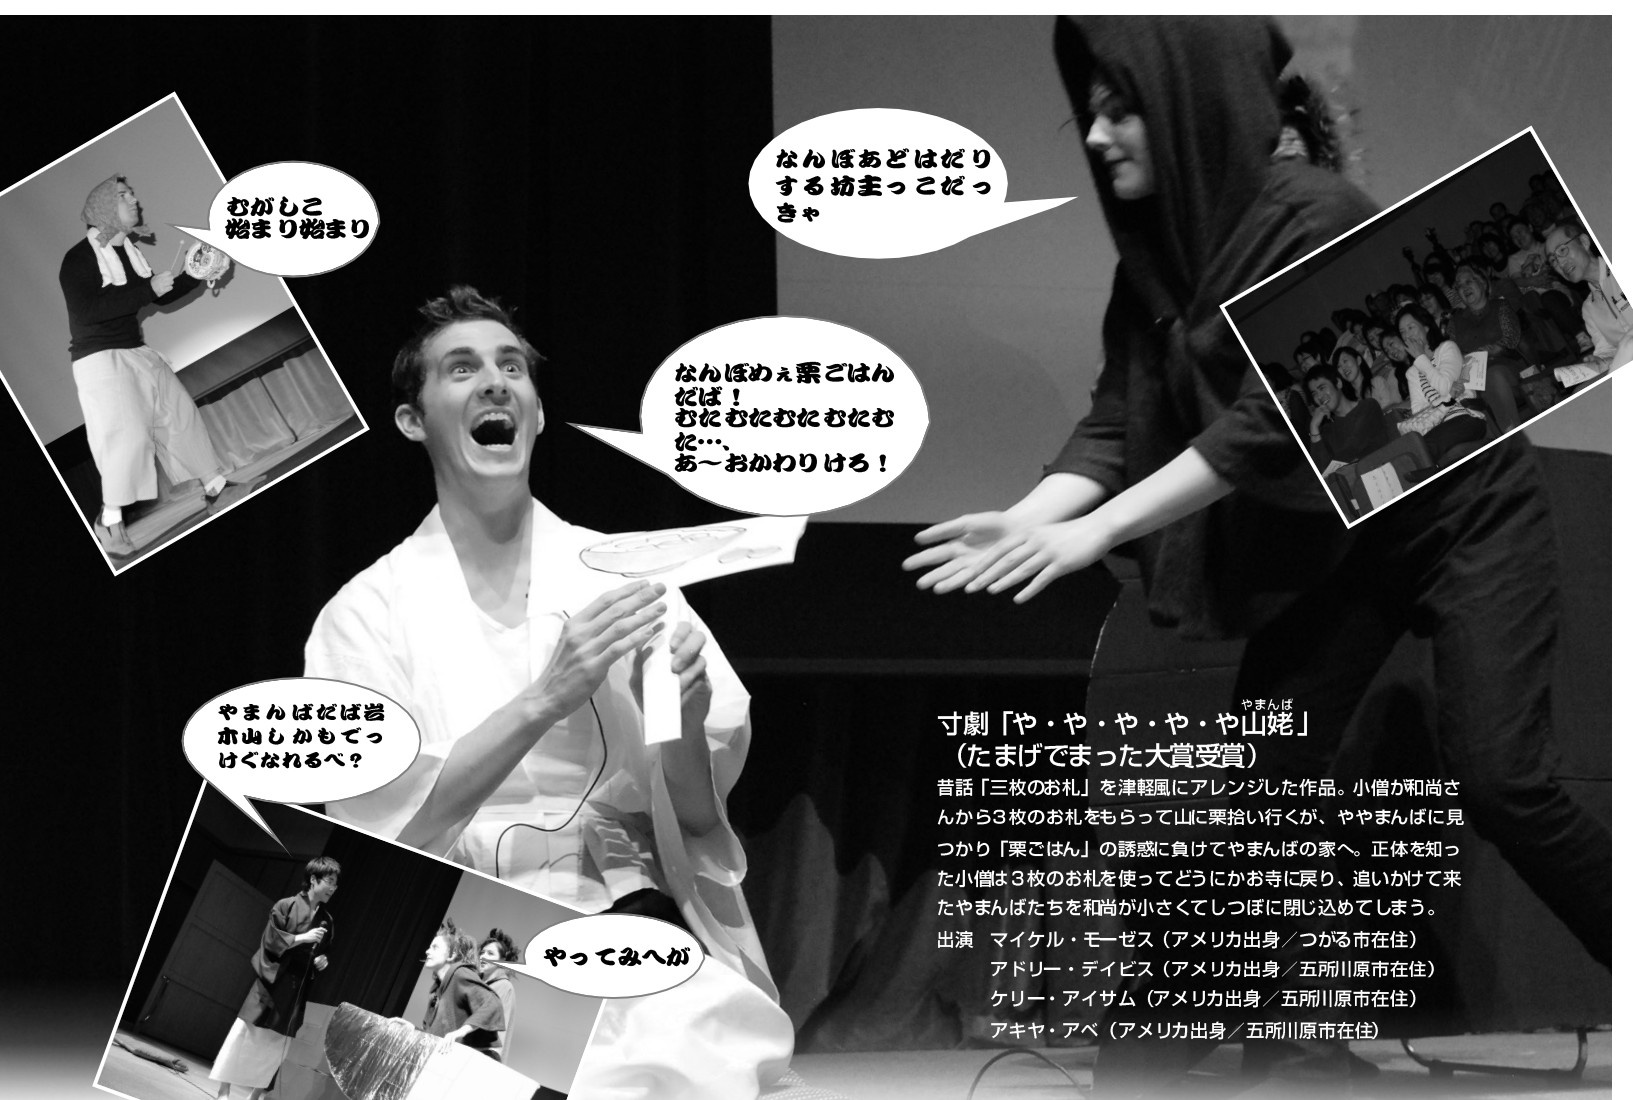 むがしこ
始まり始まり
なんぼあどはだり
する坊主っこだっ
きゃ
なんぼめぇ栗ごはん
だば！
むたむたむたむたむ
た…、
あ～おかわりけろ！
やまんばだば岩
木山しかもでっ
けぐなれるべ？
やってみへが
やまんば
寸劇「や・や・や・や・や山姥」
（たまげでまった大賞受賞）
昔話「三枚のお札」を津軽風にアレンジした作品。小僧が和尚さ
んから３枚のお札をもらって山に栗拾い行くが、ややまんばに見
つかり「栗ごはん」の誘惑に負けてやまんばの家へ。正体を知っ
た小僧は３枚のお札を使ってどうにかお寺に戻り、追いかけて来
たやまんばたちを和尚が小さくてしつぼに閉じ込めてしまう。
出演　マイケル・モーゼス（アメリカ出身／つがる市在住）
アドリー・デイビス（アメリカ出身／五所川原市在住）
ケリー・アイサム（アメリカ出身／五所川原市在住）
アキヤ・アベ（アメリカ出身／五所川原市在住）